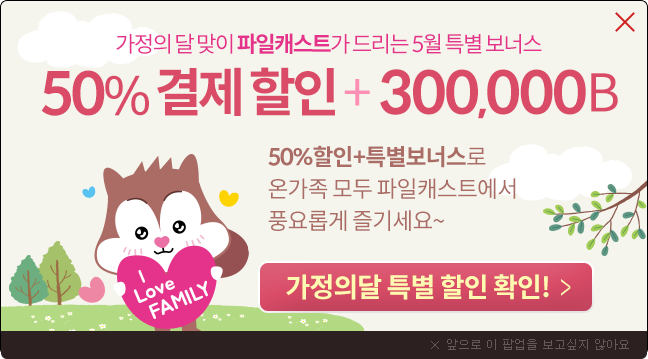 가정의 달 맞이 파일캐스트가 드리는 5월 특별 보너스
50% 결제 할인 + 300,000B
50%할인+특별보너스로
온가족 모두 파일캐스트에서
풍요롭게 즐기세요~
I
Love
FAMILY
가정의달 특별 할인 확인! >
× 앞으로 이 팝업을 보고싶지 않아요